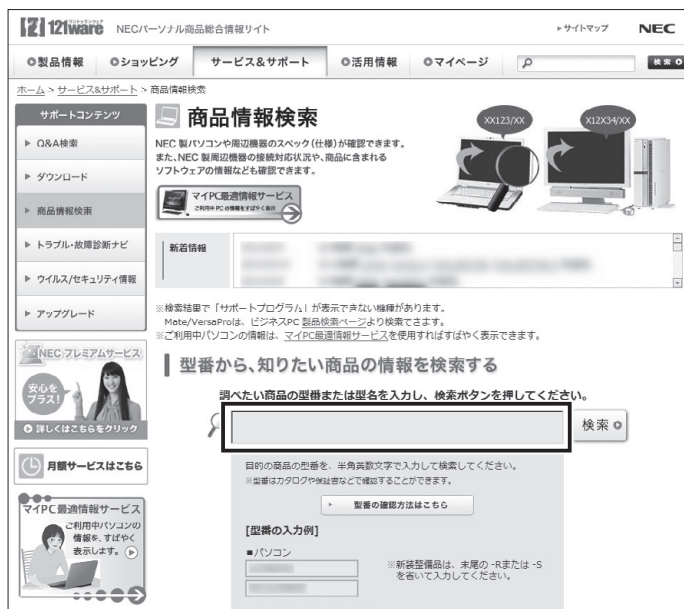 121ware NECパーソナル商品総合情報サイト
▸サイトマップ NEC
製品情報 ショッピング サービス&サポート 活用情報 マイページ 検索
ホーム > サービス&サポート > 商品情報検索
サポートコンテンツ
Q&A検索
ダウンロード
商品情報検索
トラブル・故障診断ナビ
ウイルス/セキュリティ情報
アップグレード
NEC プレミアムサービス
安心を
プラス!
詳しくはこちらをクリック
月額サービスはこちら
マイPC最適情報サービス
ご利用中パソコンの
情報を、すばやく
表示します。
商品情報検索
NEC 製パソコンや周辺機器のスペック(仕様)が確認できます。
また、NEC 製周辺機器の接続対応状況や、商品に含まれる
ソフトウェアの情報なども確認できます。
マイPC最適情報サービス
ご利用中 PC の情報をすばやく表示
XX123/XX
X12X34/XX
新着情報
※検索結果で「サポートプログラム」が表示できない機種があります。
Mate/VersaProは、ビジネスPC 製品検索ページより検索できます。
※ご利用中パソコンの情報は、マイPC最適情報サービスを使用すればすばやく表示できます。
型番から、知りたい商品の情報を検索する
調べたい商品の型番または型名を入力し、検索ボタンを押してください。
検索
目的の商品の型番を、半角英数文字で入力して検索してください。
※型番はカタログや保証書などで確認することができます。
型番の確認方法はこちら
[型番の入力例]
■パソコン
※新装整備品は、末尾の -Rまたは -S
を省いて入力してください。